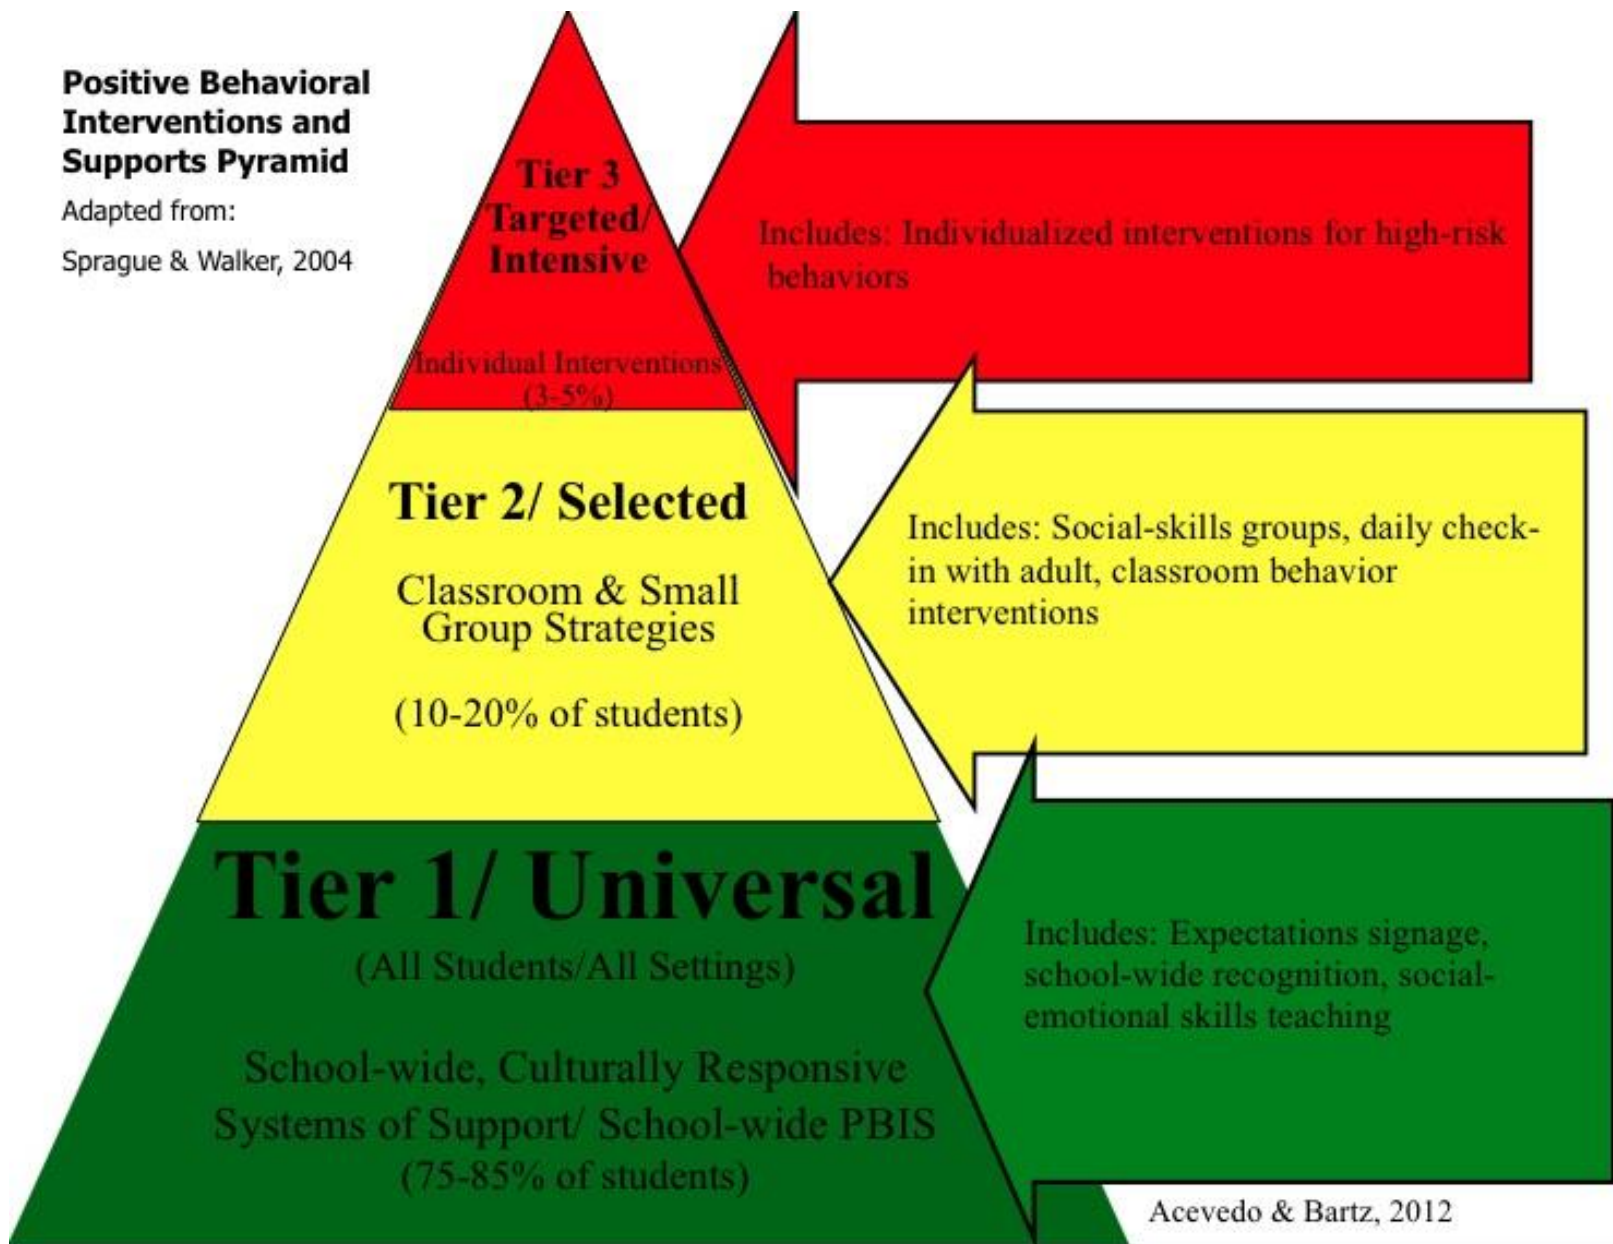 Positive Behavioral
Interventions and
Supports Pyramid
Adapted from:
Sprague & Walker, 2004
Tier 3
Targeted/
Intensive
Individual Interventions
(3-5%)
Includes: Individualized interventions for high-risk
behaviors
Tier 2/ Selected
Classroom & Small
Group Strategies
(10-20% of students)
Includes: Social-skills groups, daily check-
in with adult, classroom behavior
interventions
Tier 1/ Universal
(All Students/All Settings)
School-wide, Culturally Responsive
Systems of Support/ School-wide PBIS
(75-85% of students)
Includes: Expectations signage,
school-wide recognition, social-
emotional skills teaching
Acevedo & Bartz, 2012